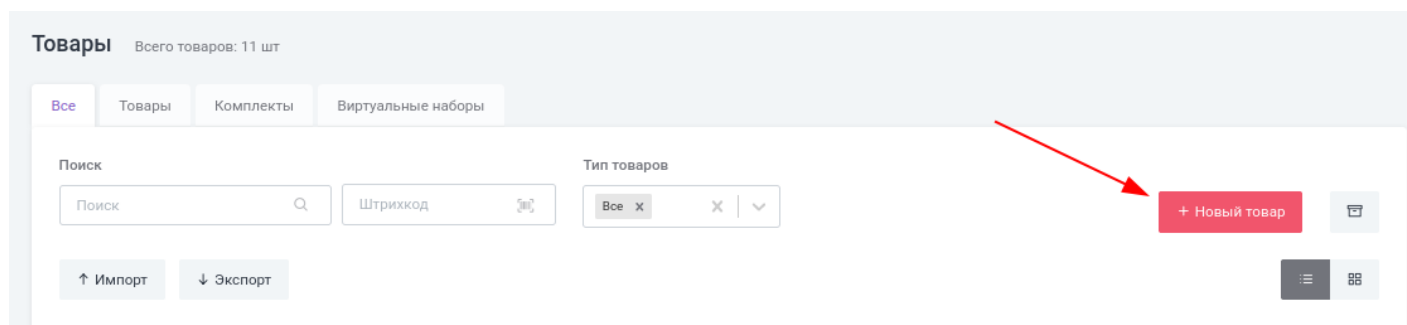 Товары Всего товаров: 11 шт
Все Товары Комплекты Виртуальные наборы
Поиск Тип товаров
Поиск Штрихкод Все x + Новый товар
↑ Импорт ↓ Экспорт